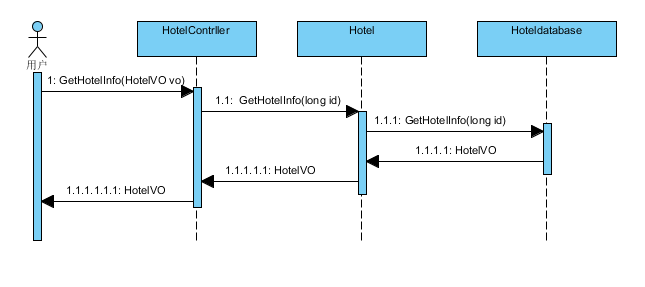 HotelContrller
Hotel
Hoteldatabase
用户
1: GetHotelInfo(HotelVO vo)
1.1: GetHotelInfo(long id)
1.1.1: GetHotelInfo(long id)
1.1.1.1: HotelVO
1.1.1.1.1: HotelVO
1.1.1.1.1.1: HotelVO